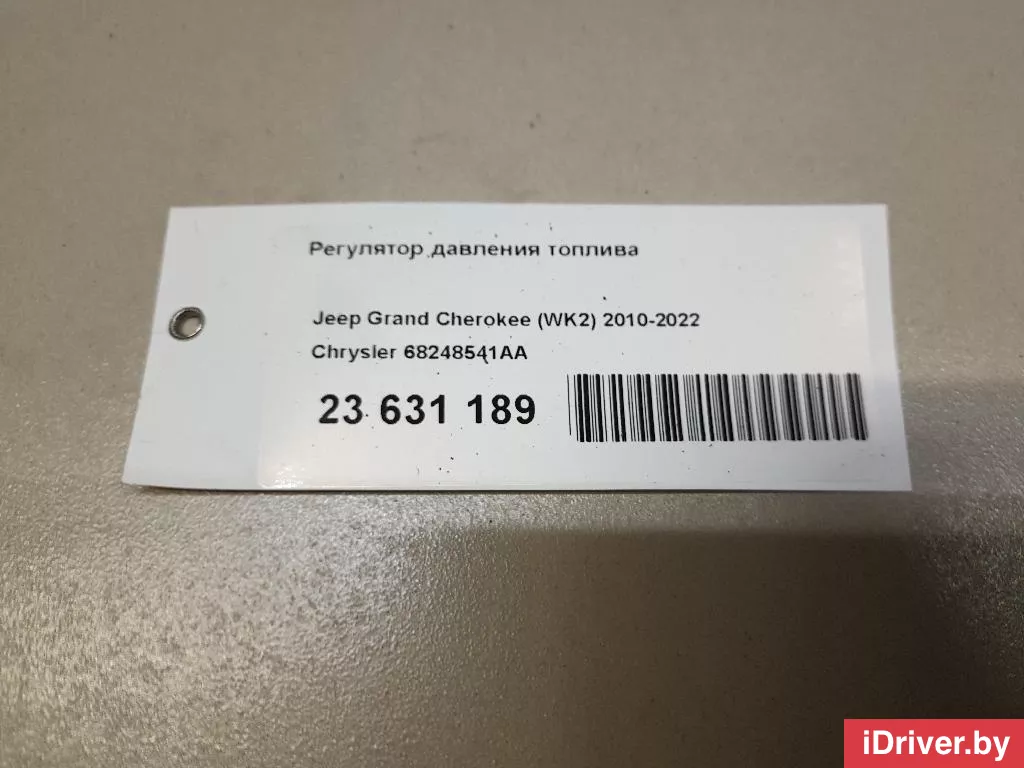 Регулятор давления топлива
Jeep Grand Cherokee (WK2) 2010-2022
Chrysler 68248541AA
23 631 189
iDriver.by